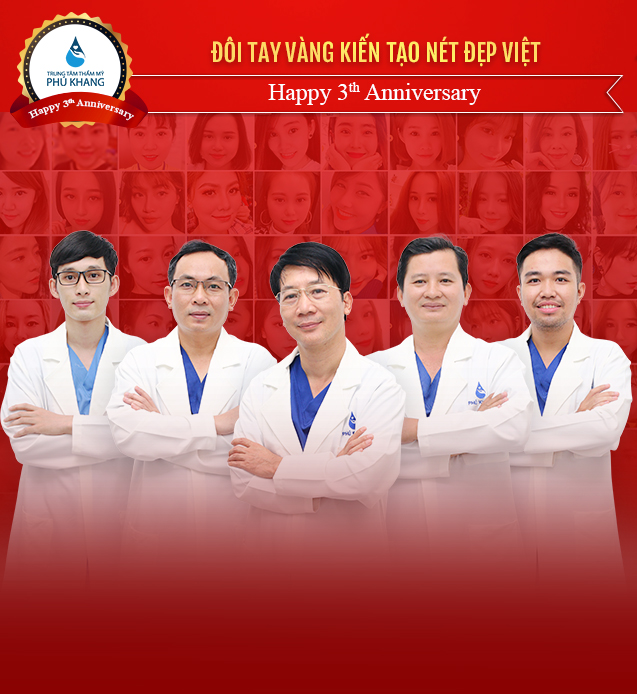 TRUNG TÂM THẨM MỸ
PHÚ KHANG
Happy 3th Anniversary
ĐÔI TAY VÀNG KIẾN TẠO NÉT ĐẸP VIỆT
Happy 3th Anniversary